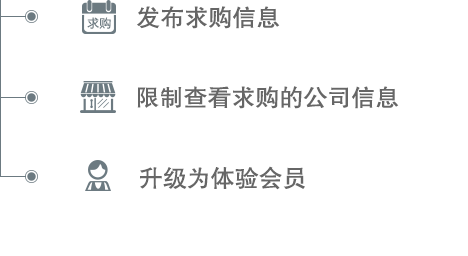 求购
发布求购信息
限制查看求购的公司信息
升级为体验会员